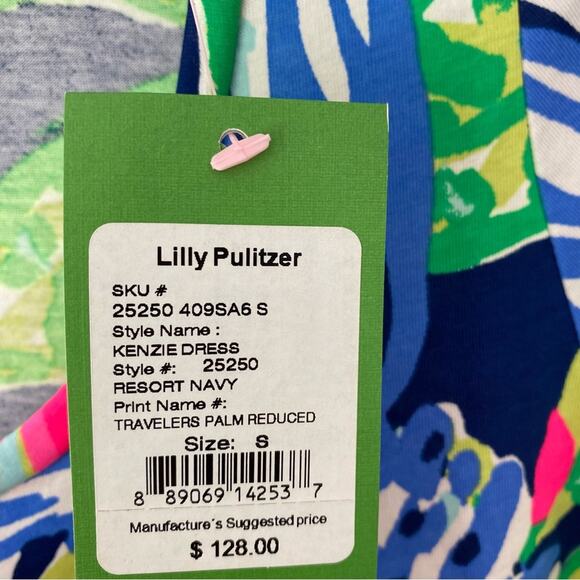 Lilly Pulitzer
SKU #
25250 409SA6 S
Style Name :
KENZIE DRESS
Style #: 25250
RESORT NAVY
Print Name #:
TRAVELERS PALM REDUCED
Size: S
8 89069 14253 7
Manufacture's Suggested price
$ 128.00